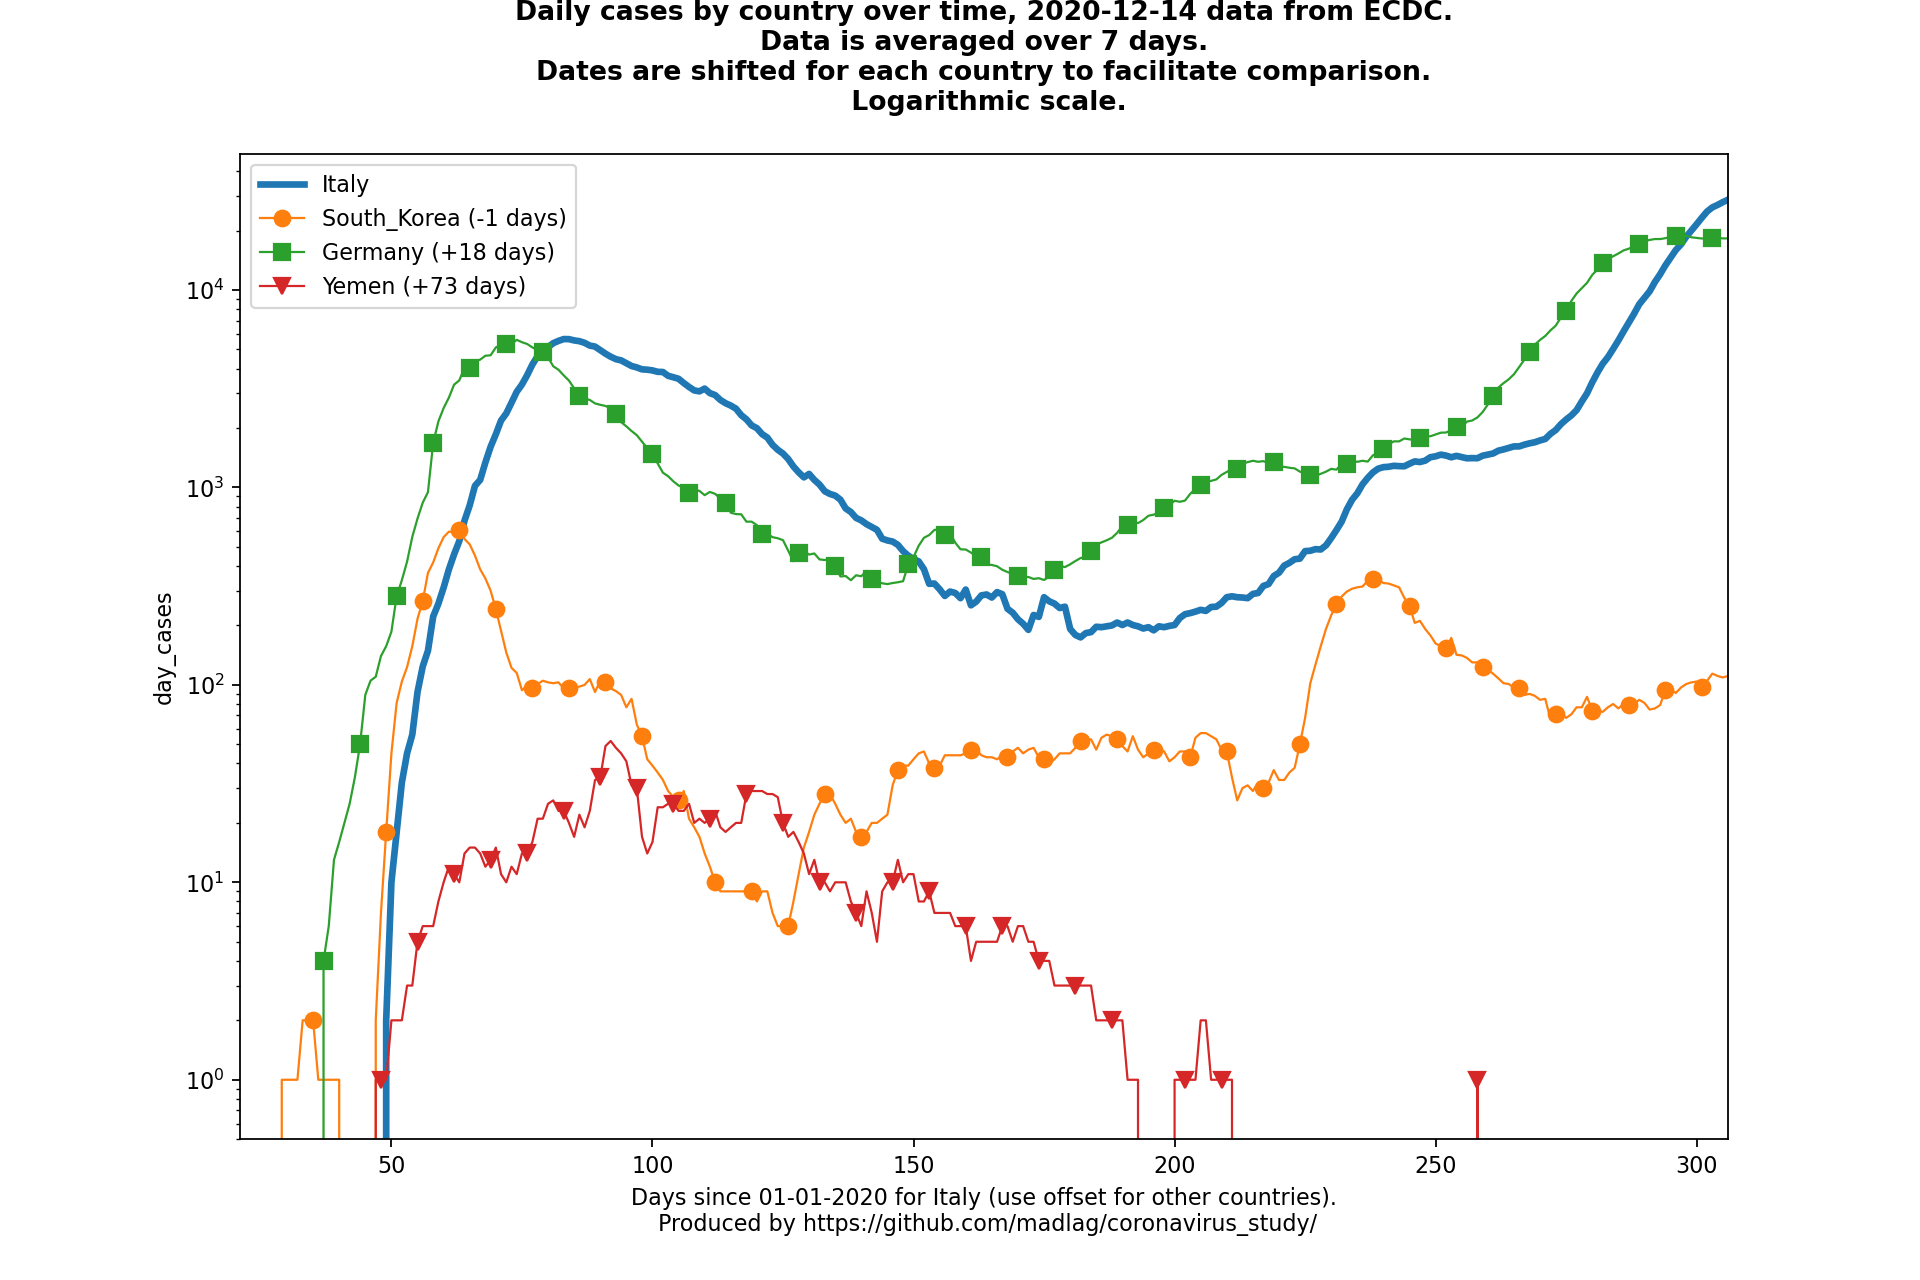 Daily cases by country over time, 2020-12-14 data from ECDC.
Data is averaged over 7 days.
Dates are shifted for each country to facilitate comparison.
Logarithmic scale.
Italy
South_Korea (-1 days)
Germany (+18 days)
Yemen (+73 days)
day_cases
10⁴
10³
10²
10¹
10⁰
50 100 150 200 250 300
Days since 01-01-2020 for Italy (use offset for other countries).
Produced by https://github.com/madlag/coronavirus_study/